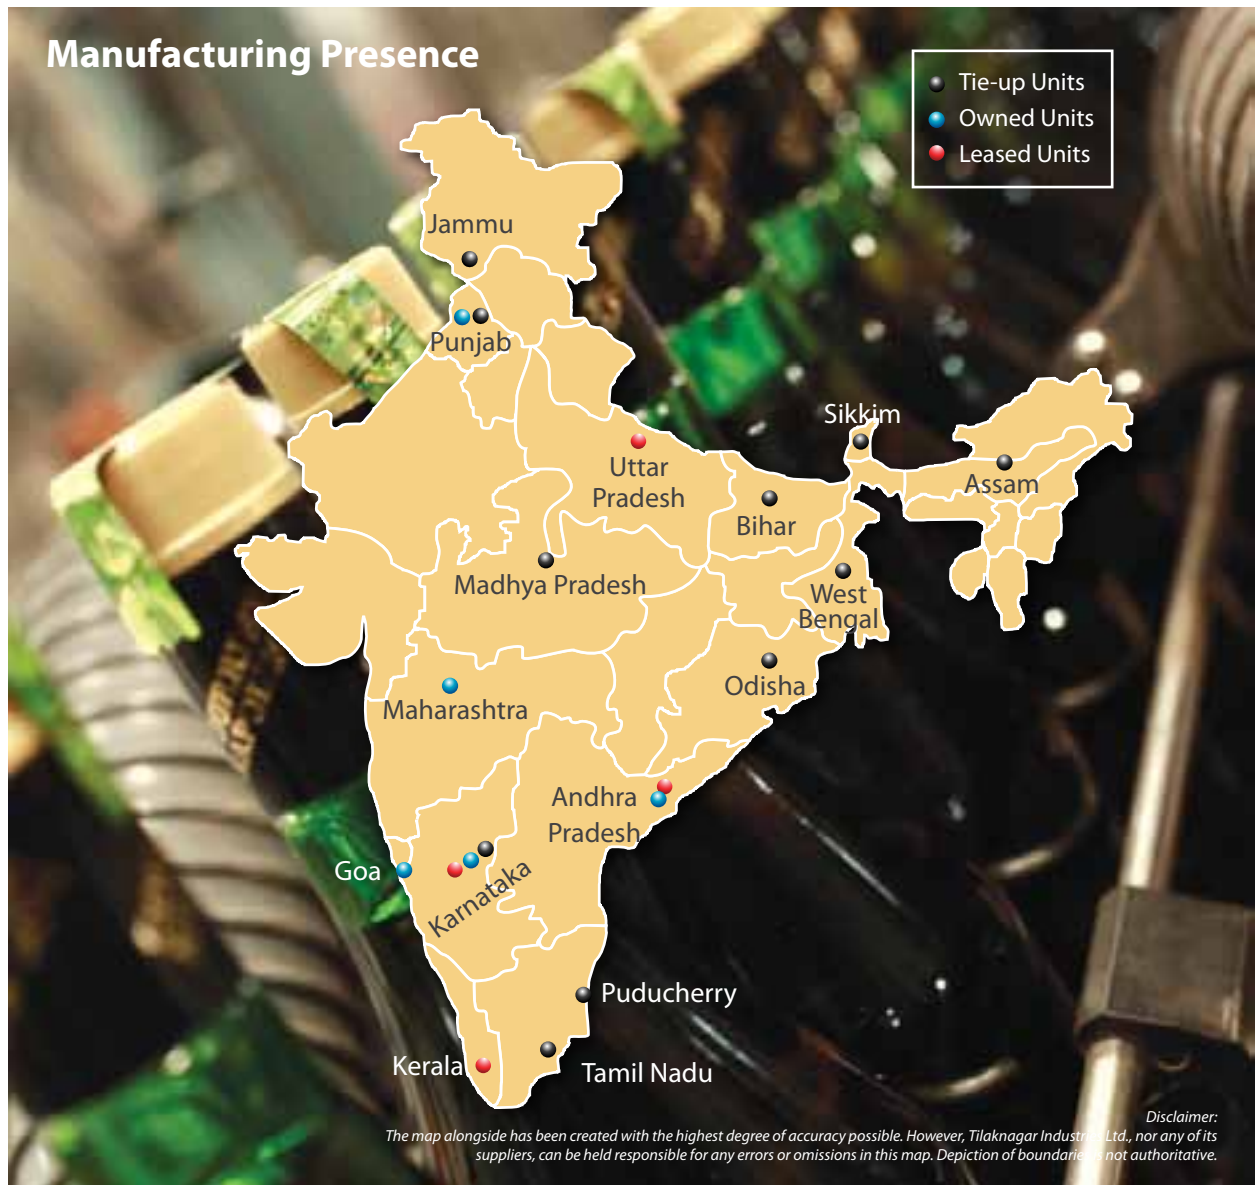 Manufacturing Presence
Tie-up Units
Owned Units
Leased Units
Jammu
Punjab
Sikkim
Uttar
Pradesh
Assam
Bihar
Madhya Pradesh
West
Bengal
Odisha
Maharashtra
Andhra
Pradesh
Goa
Karnataka
Puducherry
Kerala
Tamil Nadu
Disclaimer:
The map alongside has been created with the highest degree of accuracy possible. However, Tilaknagar Industries Ltd., nor any of its
suppliers, can be held responsible for any errors or omissions in this map. Depiction of boundaries is not authoritative.